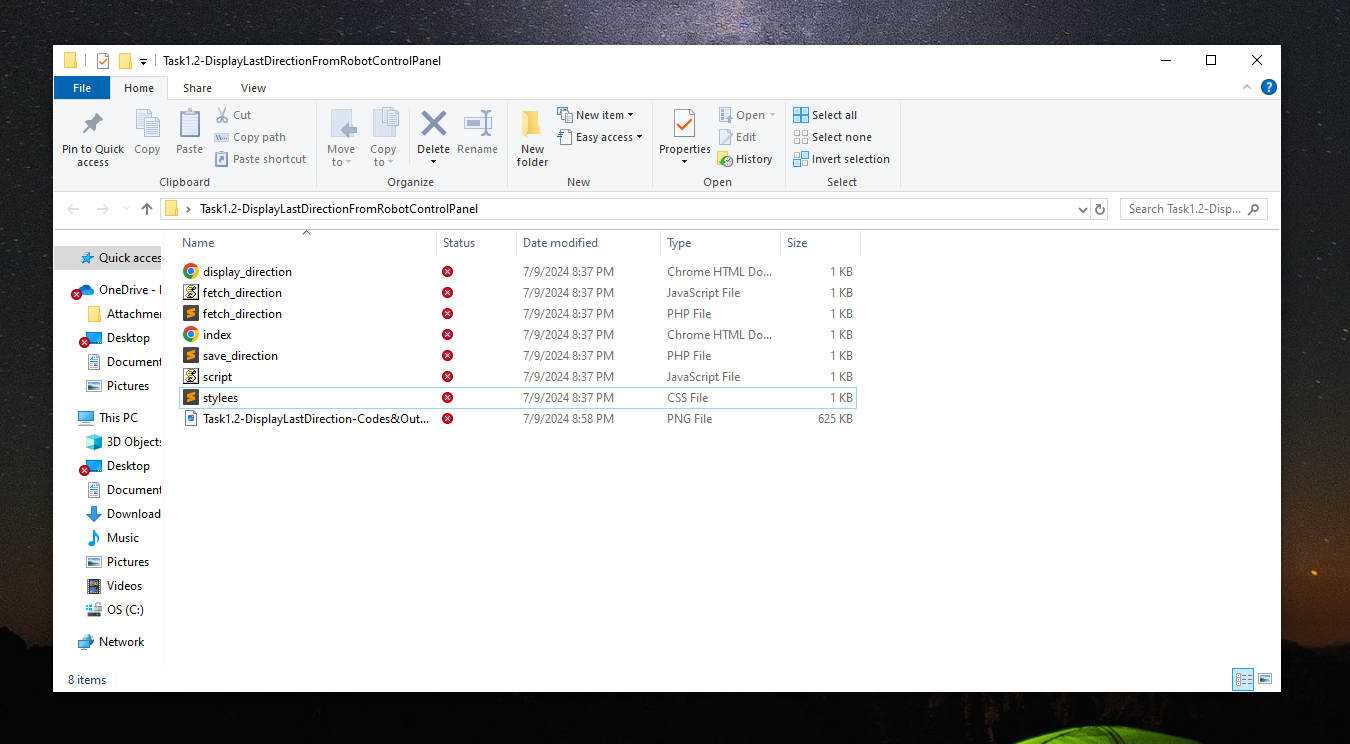 Task1.2-DisplayLastDirectionFromRobotControlPanel
File Home Share View
Pin to Quick access
Copy
Paste
Cut
Copy path
Paste shortcut
Clipboard
Move to
Copy to
Delete
Rename
Organize
New folder
New item
Easy access
New
Properties
Open
Edit
History
Open
Select all
Select none
Invert selection
Select
Task1.2-DisplayLastDirectionFromRobotControlPanel
Search Task1.2-Disp...
Quick acces
OneDrive -
Attachme
Desktop
Document
Pictures
This PC
3D Objects
Desktop
Document
Download
Music
Pictures
Videos
OS (C:)
Network
Name Status Date modified Type Size
display_direction 7/9/2024 8:37 PM Chrome HTML Do... 1 KB
fetch_direction 7/9/2024 8:37 PM JavaScript File 1 KB
fetch_direction 7/9/2024 8:37 PM PHP File 1 KB
index 7/9/2024 8:37 PM Chrome HTML Do... 1 KB
save_direction 7/9/2024 8:37 PM PHP File 1 KB
script 7/9/2024 8:37 PM JavaScript File 1 KB
stylees 7/9/2024 8:37 PM CSS File 1 KB
Task1.2-DisplayLastDirection-Codes&Out... 7/9/2024 8:58 PM PNG File 625 KB
8 items